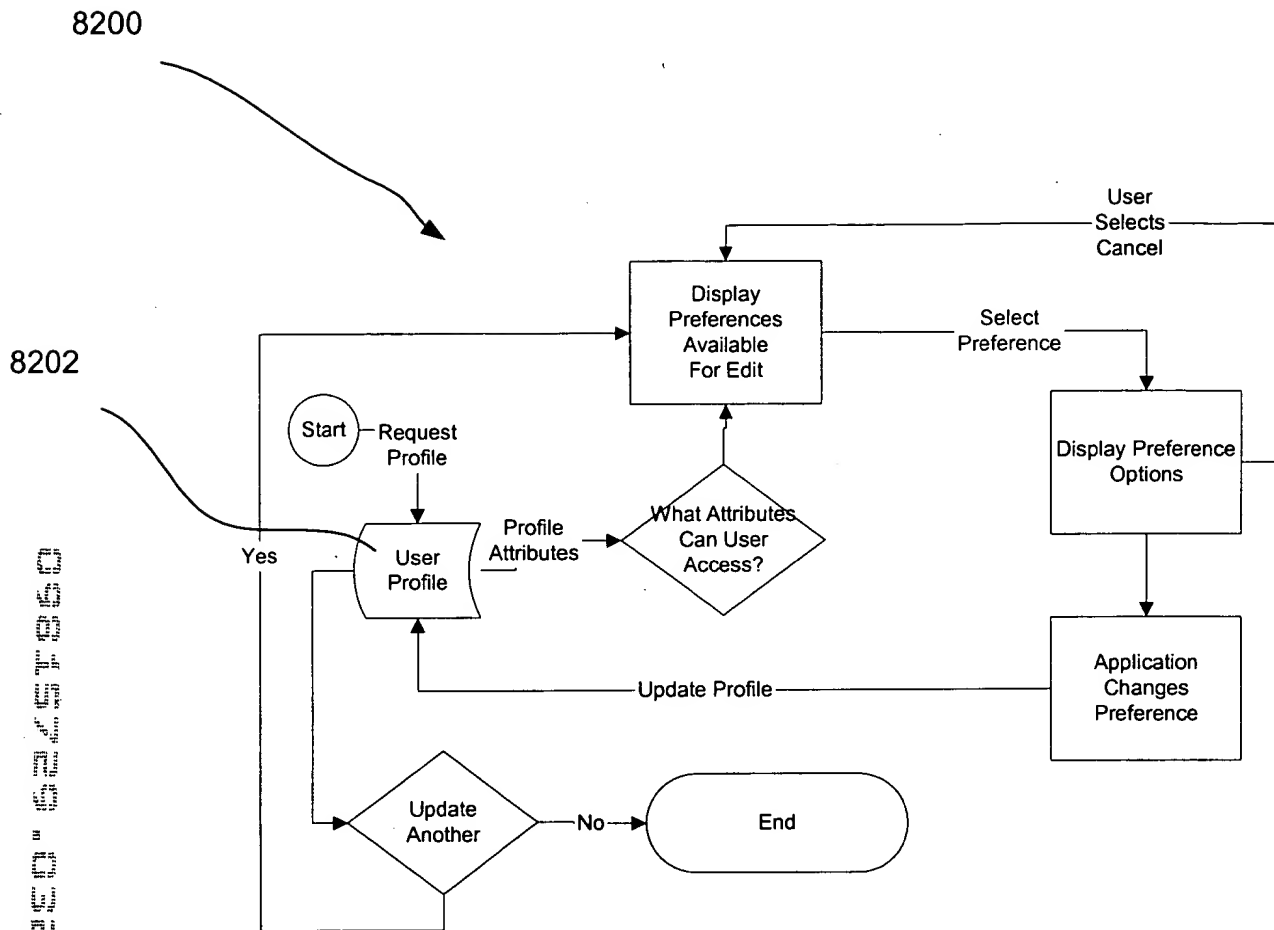 8200
User
Selects
Cancel
Display
Preferences
Available
For Edit
Select
Preference
8202
Start
Request
Profile
Display Preference
Options
What Attributes
Can User
Access?
Profile
Attributes
User
Profile
Yes
Application
Changes
Preference
Update Profile
Update
Another
No
End